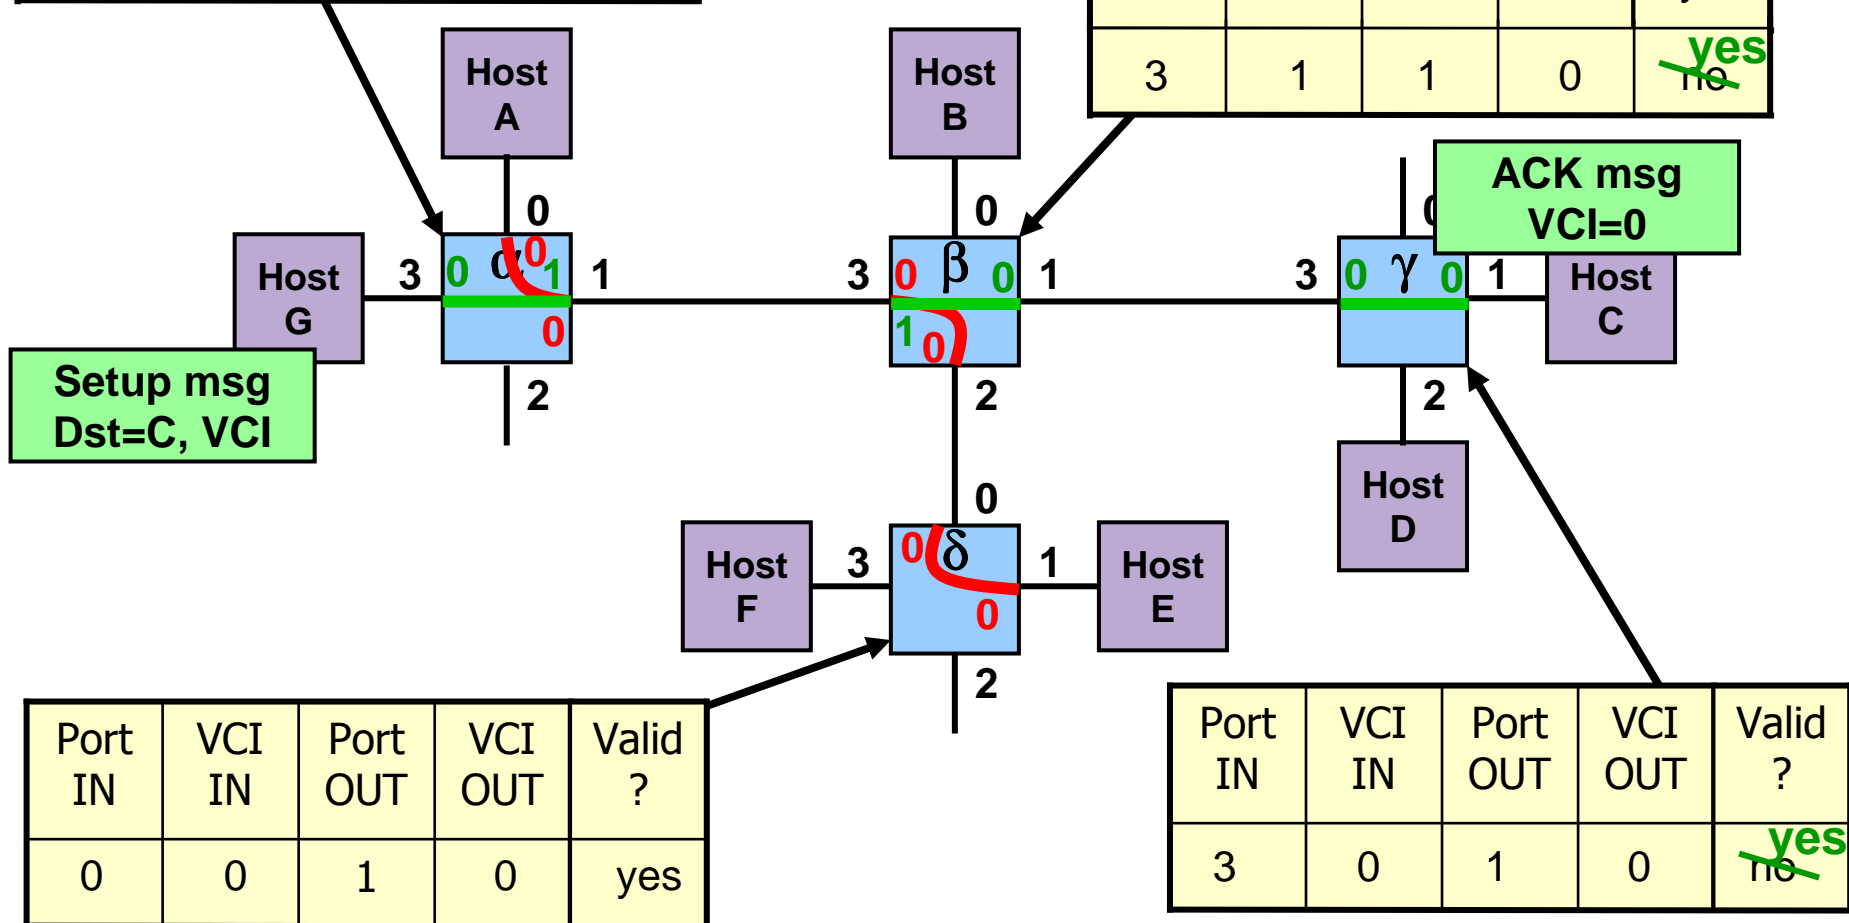 3 1 1 0 no yes
Host
A
Host
B
ACK msg
VCI=0
0
0
3
0
α
0
1
1
0
2
Host
G
Setup msg
Dst=C, VCI
3
0
β
0
1
1
0
2
3
0
γ
0
1
2
Host
C
Host
D
0
Host
F
3
0
δ
0
1
2
Host
E
Port IN VCI IN Port OUT VCI OUT Valid ?
0 0 1 0 yes
Port IN VCI IN Port OUT VCI OUT Valid ?
3 0 1 0 no yes